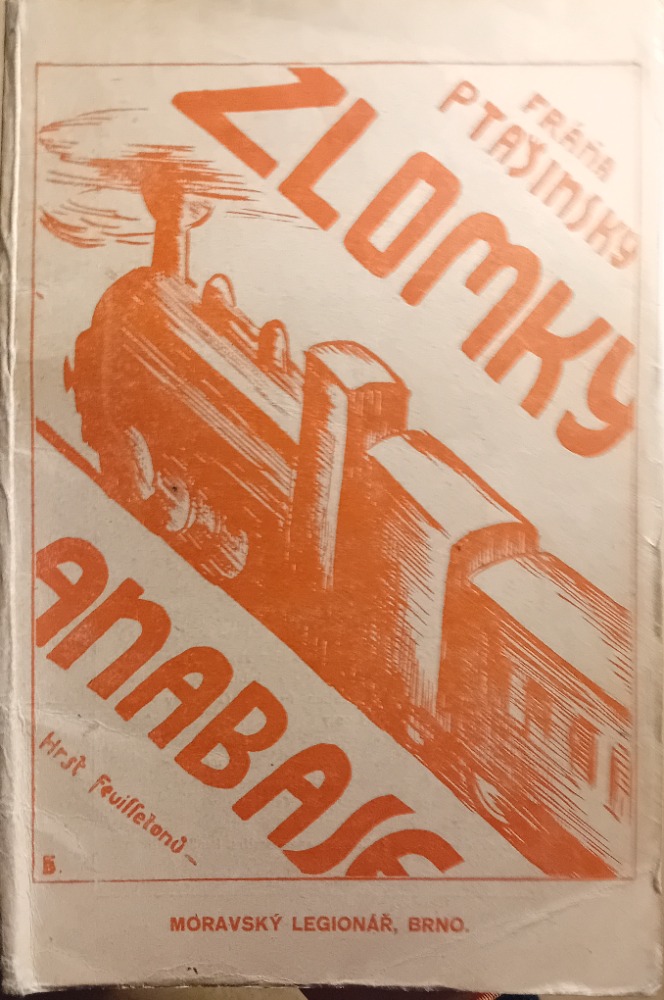 FRÁŇA
PTAŠINSKÝ
ZLOMKY
ANABASE
Hrst feuilletonů
MORAVSKÝ LEGIONÁŘ, BRNO.